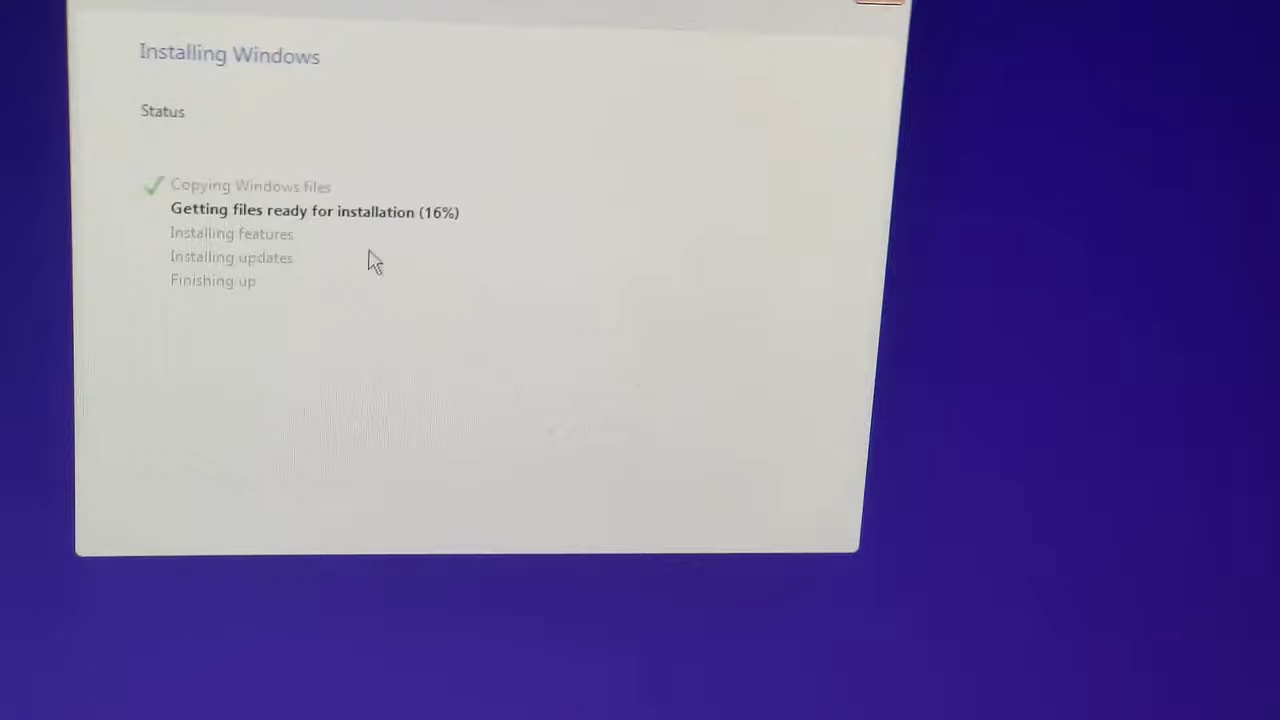 Installing Windows
Status
Copying Windows files
Getting files ready for installation (16%)
Installing features
Installing updates
Finishing up